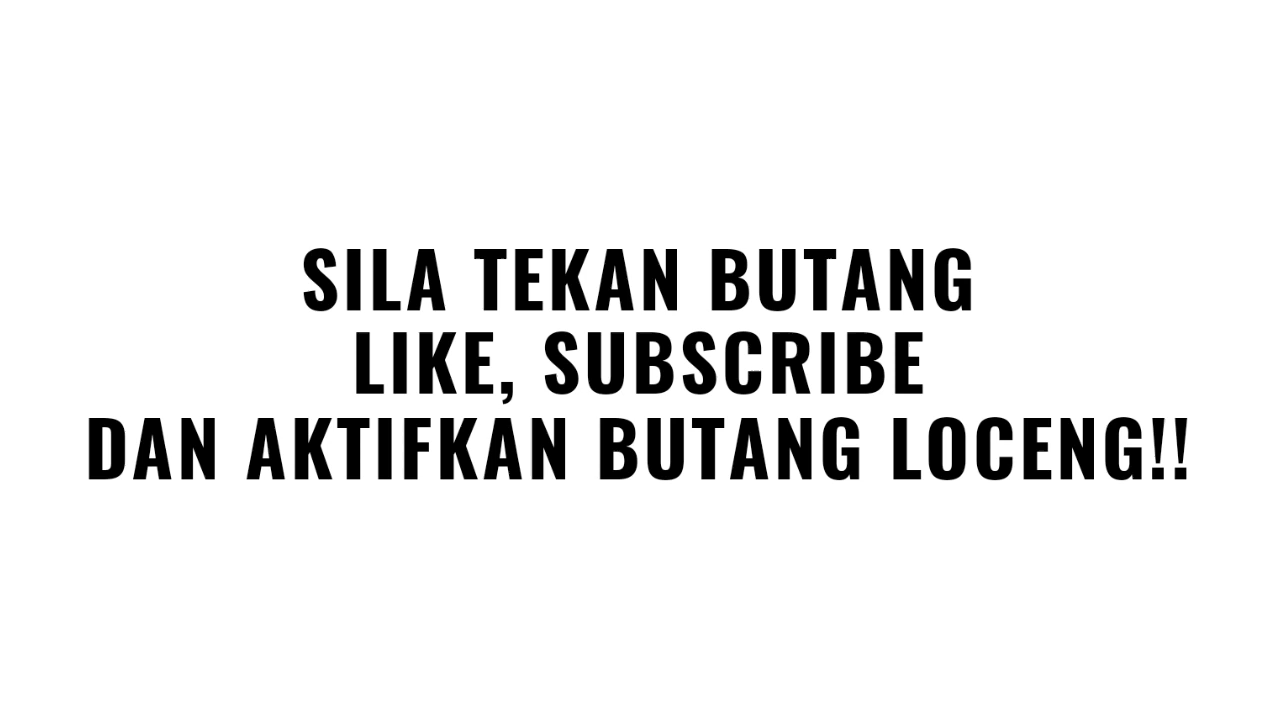 SILA TEKAN BUTANG
LIKE, SUBSCRIBE
DAN AKTIFKAN BUTANG LOCENG!!